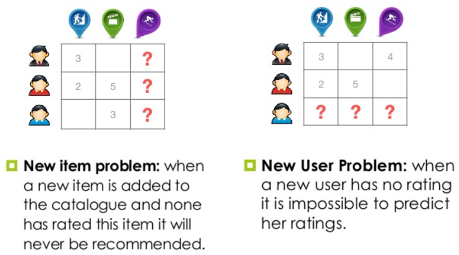 3 ?
2 5 ?
3 ?
New item problem: when
a new item is added to
the catalogue and none
has rated this item it will
never be recommended.
3 4
2 5
? ? ?
New User Problem: when
a new user has no rating
it is impossible to predict
her ratings.